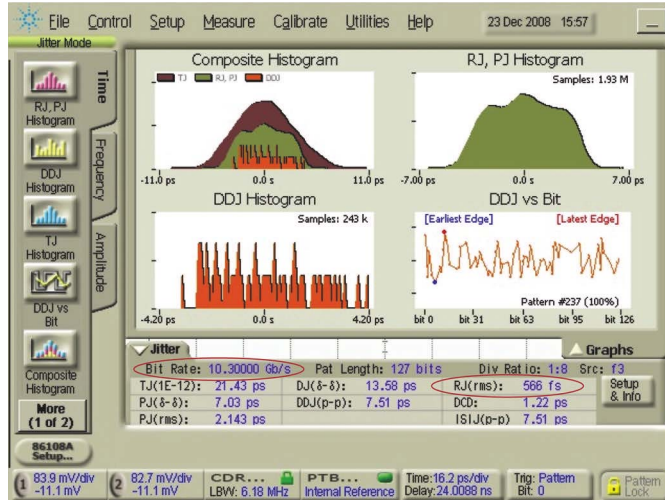 File Control Setup Measure Calibrate Utilities Help 23 Dec 2008 15:57
Jitter Mode
Time
Frequency
Amplitude
RJ, PJ
Histogram
DDJ
Histogram
TJ
Histogram
DDJ vs
Bit
Composite
Histogram
More
(1 of 2)
86108A
Setup...
Composite Histogram
TJ RJ, PJ DDJ
-11.0 ps 0.0 s 11.0 ps
RJ, PJ Histogram
Samples: 1.93 M
-7.00 ps 0.0 s 7.00 ps
DDJ Histogram
Samples: 243 k
-4.20 ps 0.0 s 4.20 ps
DDJ vs Bit
[Earliest Edge] [Latest Edge]
Pattern #237 (100%)
bit 0 bit 31 bit 63 bit 95 bit 126
Jitter Graphs
Bit Rate: 10.30000 Gb/s Pat Length: 127 bits Div Ratio: 1:8 Src: f3
TJ(1E-12): 21.43 ps DJ(δ-δ): 13.58 ps RJ(rms): 566 fs
PJ(δ-δ): 7.03 ps DDJ(p-p): 7.51 ps DCD: 1.22 ps
PJ(rms): 2.143 ps ISIJ(p-p) 7.51 ps
Setup
& Info
1 83.9 mV/div
-11.1 mV
2 82.7 mV/div
-11.1 mV
CDR...
LBW: 6.18 MHz
PTB...
Internal Reference
Time:16.2 ps/div
Delay:24.0088 ns
Trig: Pattern
Bit: 0
Pattern
Lock